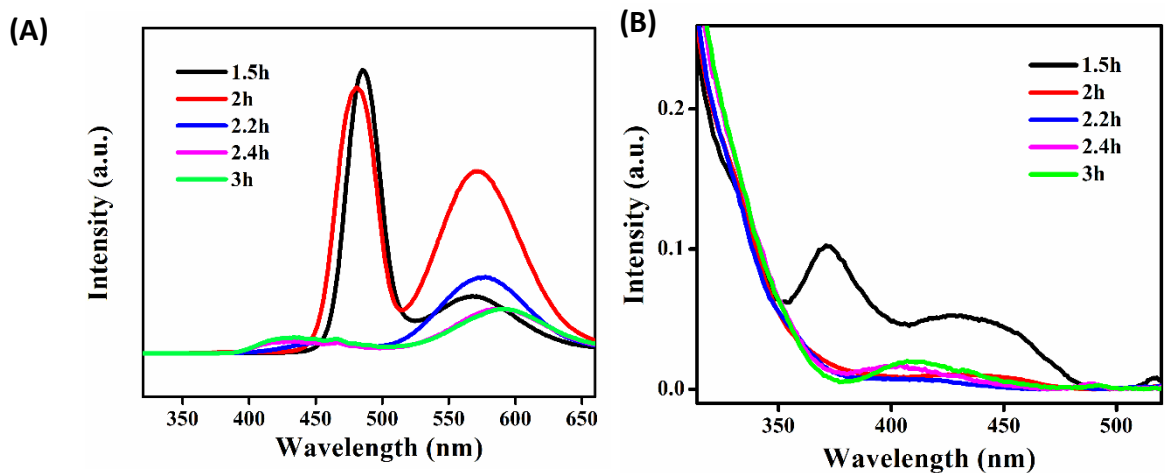 (A)
1.5h
2h
2.2h
2.4h
3h
Intensity (a.u.)
350 400 450 500 550 600 650
Wavelength (nm)
(B)
1.5h
2h
2.2h
2.4h
3h
Intensity (a.u.)
0.2
0.1
0.0
350 400 450 500
Wavelength (nm)